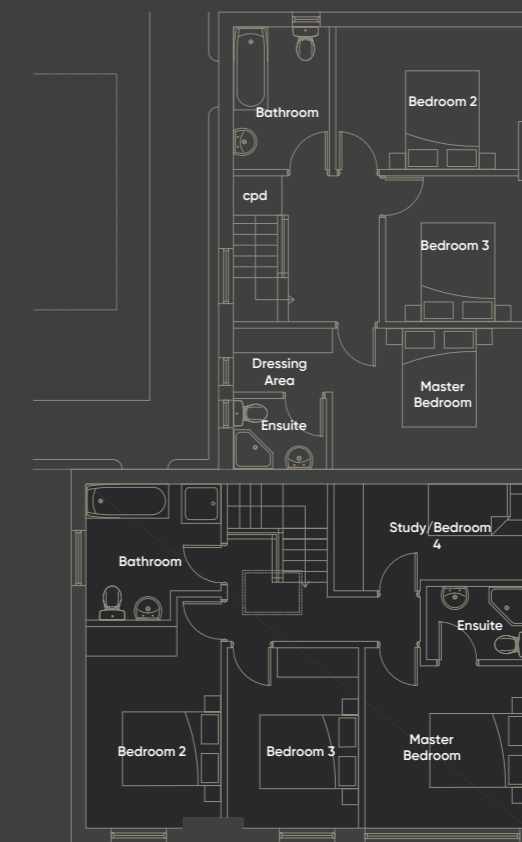 Bedroom 2
Bathroom
cpd
Bedroom 3
Dressing
Area
Master
Bedroom
Ensuite
Study/Bedroom
4
Bathroom
Ensuite
Bedroom 2
Bedroom 3
Master
Bedroom